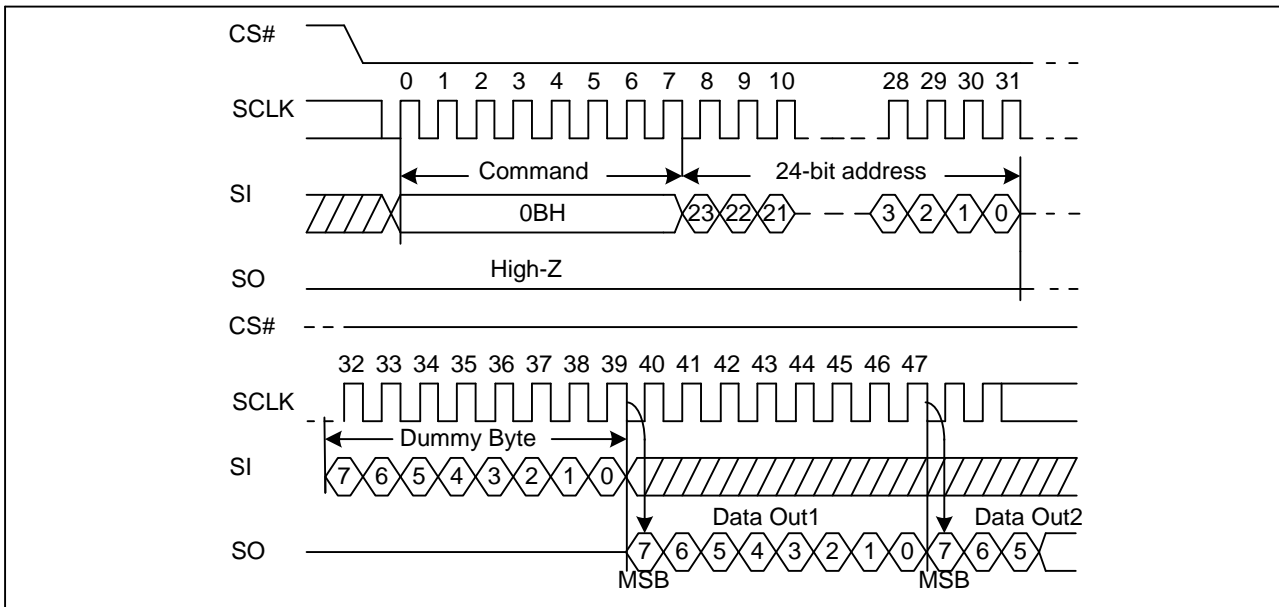 CS#
0 1 2 3 4 5 6 7 8 9 10 28 29 30 31
SCLK
Command 24-bit address
SI
0BH 23 22 21 3 2 1 0
High-Z
SO
CS#
32 33 34 35 36 37 38 39 40 41 42 43 44 45 46 47
SCLK
Dummy Byte
SI
7 6 5 4 3 2 1 0
Data Out1 Data Out2
SO
7 6 5 4 3 2 1 0 7 6 5
MSB MSB